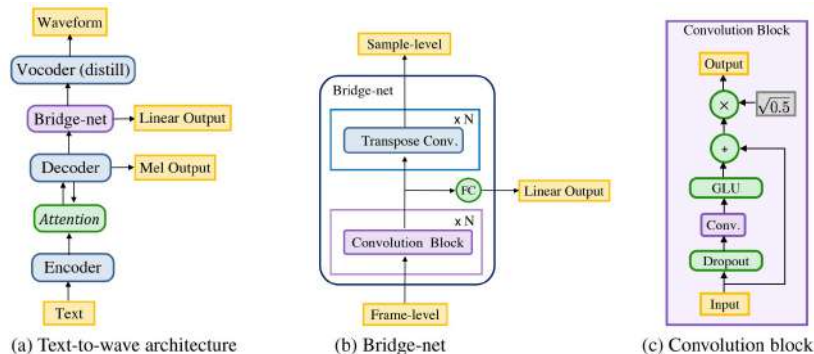 Waveform
Vocoder (distill)
Bridge-net
Linear Output
Decoder
Mel Output
Attention
Encoder
Text
(a) Text-to-wave architecture
Sample-level
Bridge-net
x N
Transpose Conv.
FC
Linear Output
x N
Convolution Block
Frame-level
(b) Bridge-net
Convolution Block
Output
×
√0.5
+
GLU
Conv.
Dropout
Input
(c) Convolution block